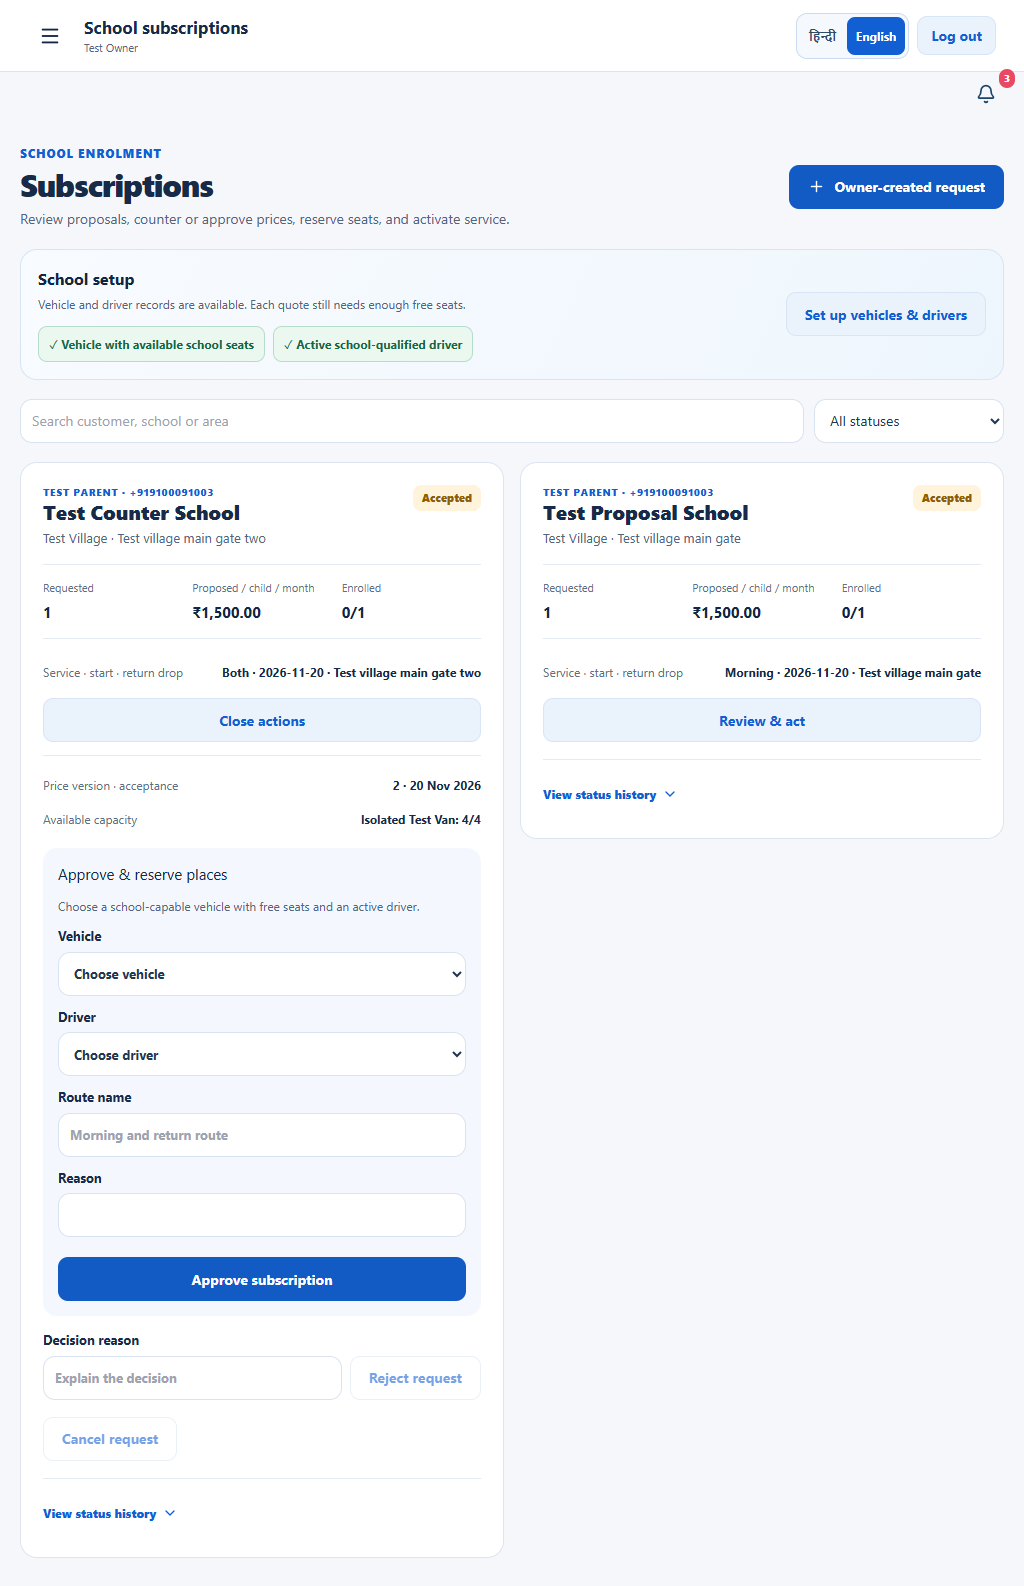 School subscriptions
Test Owner
हिन्दी
English
Log out
3
SCHOOL ENROLMENT
Subscriptions
Review proposals, counter or approve prices, reserve seats, and activate service.
+ Owner-created request
School setup
Vehicle and driver records are available. Each quote still needs enough free seats.
✓ Vehicle with available school seats
✓ Active school-qualified driver
Set up vehicles & drivers
Search customer, school or area
All statuses
TEST PARENT · +919100091003
Accepted
Test Counter School
Test Village · Test village main gate two
Requested
Proposed / child / month
Enrolled
1
₹1,500.00
0/1
Service · start · return drop
Both · 2026-11-20 · Test village main gate two
Close actions
Price version · acceptance
2 · 20 Nov 2026
Available capacity
Isolated Test Van: 4/4
Approve & reserve places
Choose a school-capable vehicle with free seats and an active driver.
Vehicle
Choose vehicle
Driver
Choose driver
Route name
Morning and return route
Reason
Approve subscription
Decision reason
Explain the decision
Reject request
Cancel request
View status history
TEST PARENT · +919100091003
Accepted
Test Proposal School
Test Village · Test village main gate
Requested
Proposed / child / month
Enrolled
1
₹1,500.00
0/1
Service · start · return drop
Morning · 2026-11-20 · Test village main gate
Review & act
View status history